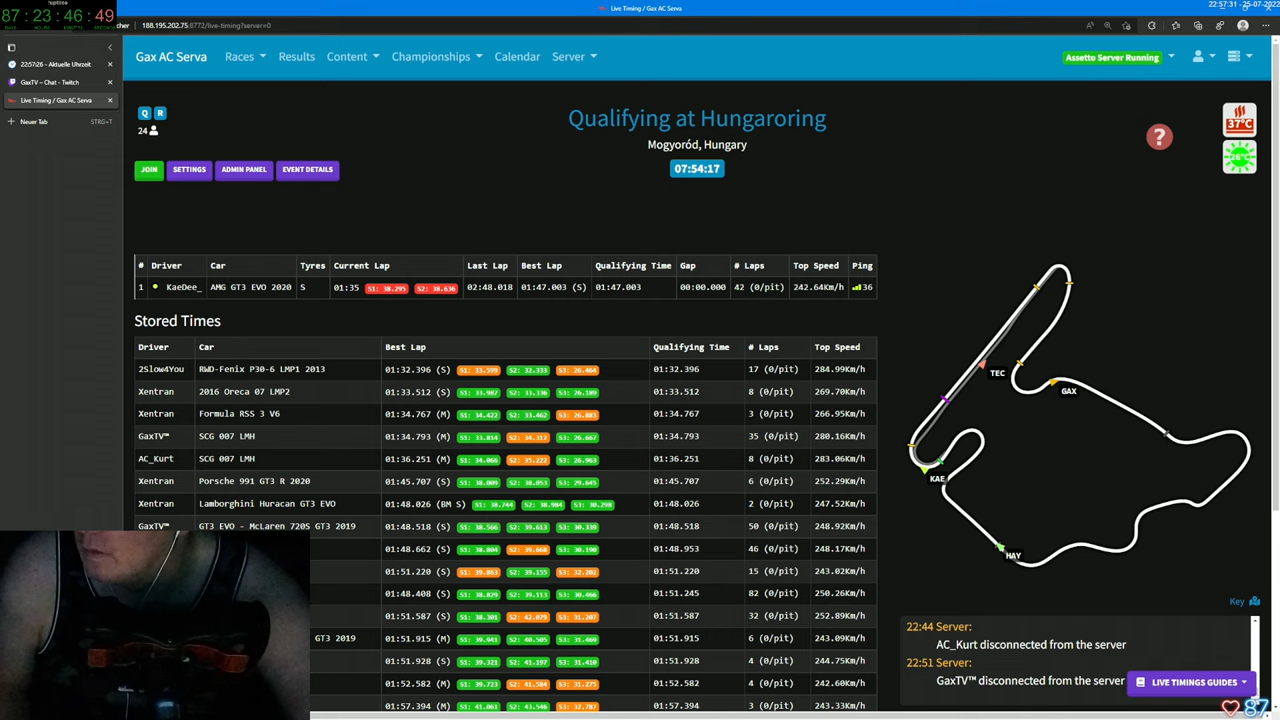 hyptrixx
87:23:46:49
22:57:31 - 25-07-2022
Live Timing / Gax AC Serva
cher
188.195.202.75:8772/live-timing?server=0
22:57:26 - Aktuelle Uhrzeit
GaxTV – Chat - Twitch
Live Timing / Gax AC Serva
Neuer Tab STRG+T
Gax AC Serva Races Results Content Championships Calendar Server Assetto Server Running
Q R
24
Qualifying at Hungaroring
Mogyoród, Hungary
07:54:17
?
37°C
JOIN SETTINGS ADMIN PANEL EVENT DETAILS
# Driver Car Tyres Current Lap Last Lap Best Lap Qualifying Time Gap # Laps Top Speed Ping
1 KaeDee_ AMG GT3 EVO 2020 S 01:35 S1: 38.295 S2: 38.636 02:48.018 01:47.003 (S) 01:47.003 00:00.000 42 (0/pit) 242.64Km/h 36
Stored Times
Driver Car Best Lap Qualifying Time # Laps Top Speed
2Slow4You RWD-Fenix P30-6 LMP1 2013 01:32.396 (S) S1: 33.599 S2: 32.333 S3: 26.464 01:32.396 17 (0/pit) 284.99Km/h
Xentran 2016 Oreca 07 LMP2 01:33.512 (S) S1: 33.987 S2: 33.336 S3: 26.189 01:33.512 8 (0/pit) 269.70Km/h
Xentran Formula RSS 3 V6 01:34.767 (M) S1: 34.422 S2: 33.462 S3: 26.883 01:34.767 3 (0/pit) 266.95Km/h
GaxTV™ SCG 007 LMH 01:34.793 (M) S1: 33.814 S2: 34.312 S3: 26.667 01:34.793 35 (0/pit) 280.16Km/h
AC_Kurt SCG 007 LMH 01:36.251 (M) S1: 34.066 S2: 35.222 S3: 26.963 01:36.251 8 (0/pit) 283.06Km/h
Xentran Porsche 991 GT3 R 2020 01:45.707 (S) S1: 38.009 S2: 38.053 S3: 29.645 01:45.707 6 (0/pit) 252.29Km/h
Xentran Lamborghini Huracan GT3 EVO 01:48.026 (BM S) S1: 38.744 S2: 38.984 S3: 30.298 01:48.026 2 (0/pit) 247.52Km/h
GaxTV™ GT3 EVO - McLaren 720S GT3 2019 01:48.518 (M) S1: 38.566 S2: 39.613 S3: 30.339 01:48.518 50 (0/pit) 248.92Km/h
01:48.662 (M) S1: 38.804 S2: 39.668 S3: 30.190 01:48.953 46 (0/pit) 248.17Km/h
01:51.220 (M) S1: 39.863 S2: 39.155 S3: 32.202 01:51.220 15 (0/pit) 243.02Km/h
01:48.408 (M) S1: 38.829 S2: 39.113 S3: 30.466 01:51.245 82 (0/pit) 250.26Km/h
01:51.587 (M) S1: 38.301 S2: 42.079 S3: 31.207 01:51.587 32 (0/pit) 252.89Km/h
GT3 2019 01:51.915 (M) S1: 39.941 S2: 40.505 S3: 31.469 01:51.915 6 (0/pit) 243.09Km/h
01:51.928 (S) S1: 39.321 S2: 41.197 S3: 31.410 01:51.928 4 (0/pit) 244.75Km/h
01:52.582 (M) S1: 39.723 S2: 41.584 S3: 31.275 01:52.582 4 (0/pit) 242.60Km/h
01:57.394 (M) S1: 41.061 S2: 43.546 S3: 32.787 01:57.394 3 (0/pit) 243.33Km/h
TEC
GAX
KAE
HAY
Key
22:44 Server:
AC_Kurt disconnected from the server
22:51 Server:
GaxTV™ disconnected from the server
LIVE TIMINGS GUIDES
87